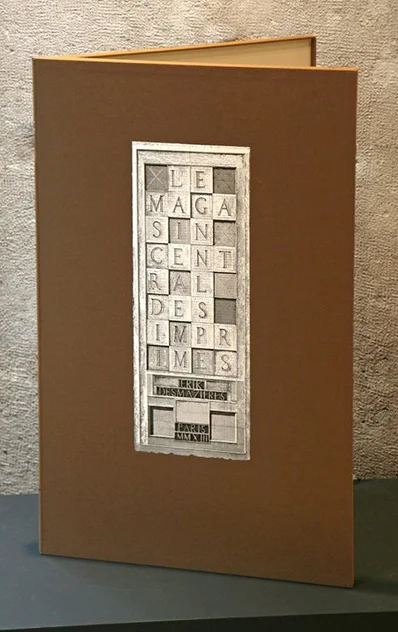 LE
MAGA
SIN
CENT
RAL
DES
IMPR
IMES
ERIK
DESMAZIERES
PARIS
MMXIII